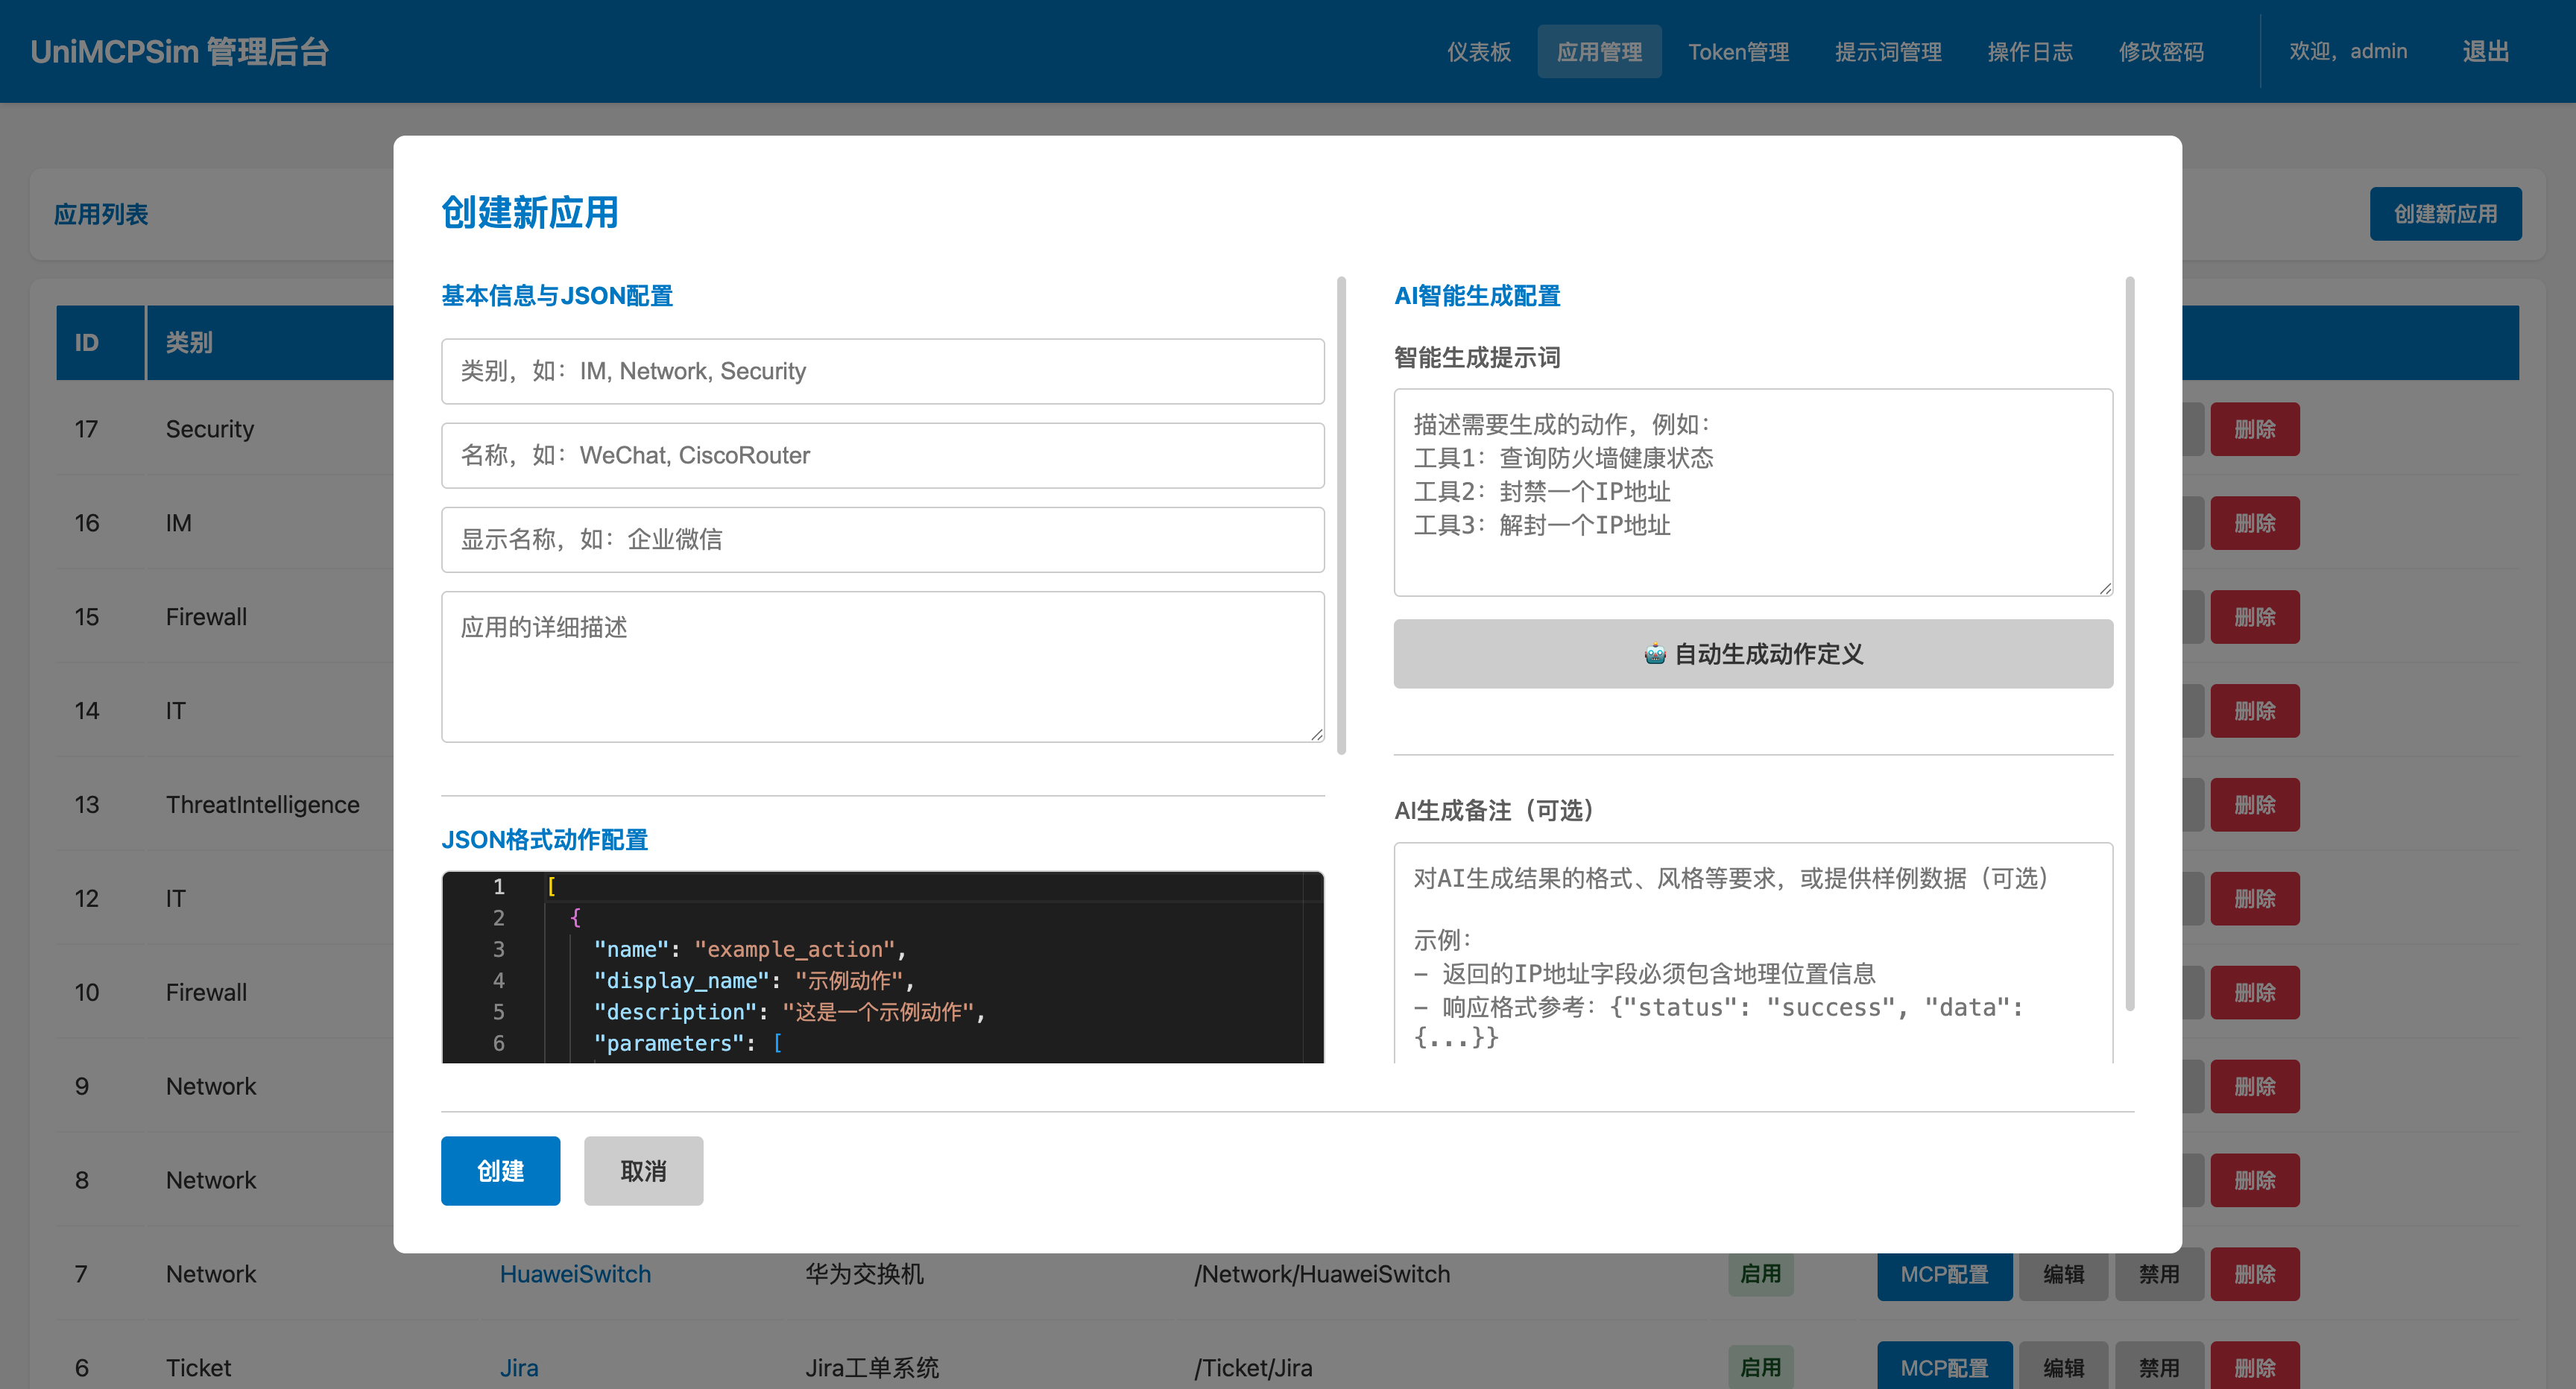 UniMCPSim 管理后台
仪表板 应用管理 Token管理 提示词管理 操作日志 修改密码 欢迎，admin 退出
应用列表 创建新应用
ID 类别
17 Security 删除
16 IM 删除
15 Firewall 删除
14 IT 删除
13 ThreatIntelligence 删除
12 IT 删除
10 Firewall 删除
9 Network 删除
8 Network 删除
7 Network HuaweiSwitch 华为交换机 /Network/HuaweiSwitch 启用 MCP配置 编辑 禁用 删除
6 Ticket Jira Jira工单系统 /Ticket/Jira 启用 MCP配置 编辑 禁用 删除
创建新应用
基本信息与JSON配置
类别，如：IM, Network, Security
名称，如：WeChat, CiscoRouter
显示名称，如：企业微信
应用的详细描述
JSON格式动作配置
1 [
2 {
3 "name": "example_action",
4 "display_name": "示例动作",
5 "description": "这是一个示例动作",
6 "parameters": [
AI智能生成配置
智能生成提示词
描述需要生成的动作，例如：
工具1：查询防火墙健康状态
工具2：封禁一个IP地址
工具3：解封一个IP地址
🤖 自动生成动作定义
AI生成备注（可选）
对AI生成结果的格式、风格等要求，或提供样例数据（可选）
示例：
- 返回的IP地址字段必须包含地理位置信息
- 响应格式参考：{"status": "success", "data":
{...}}
创建 取消